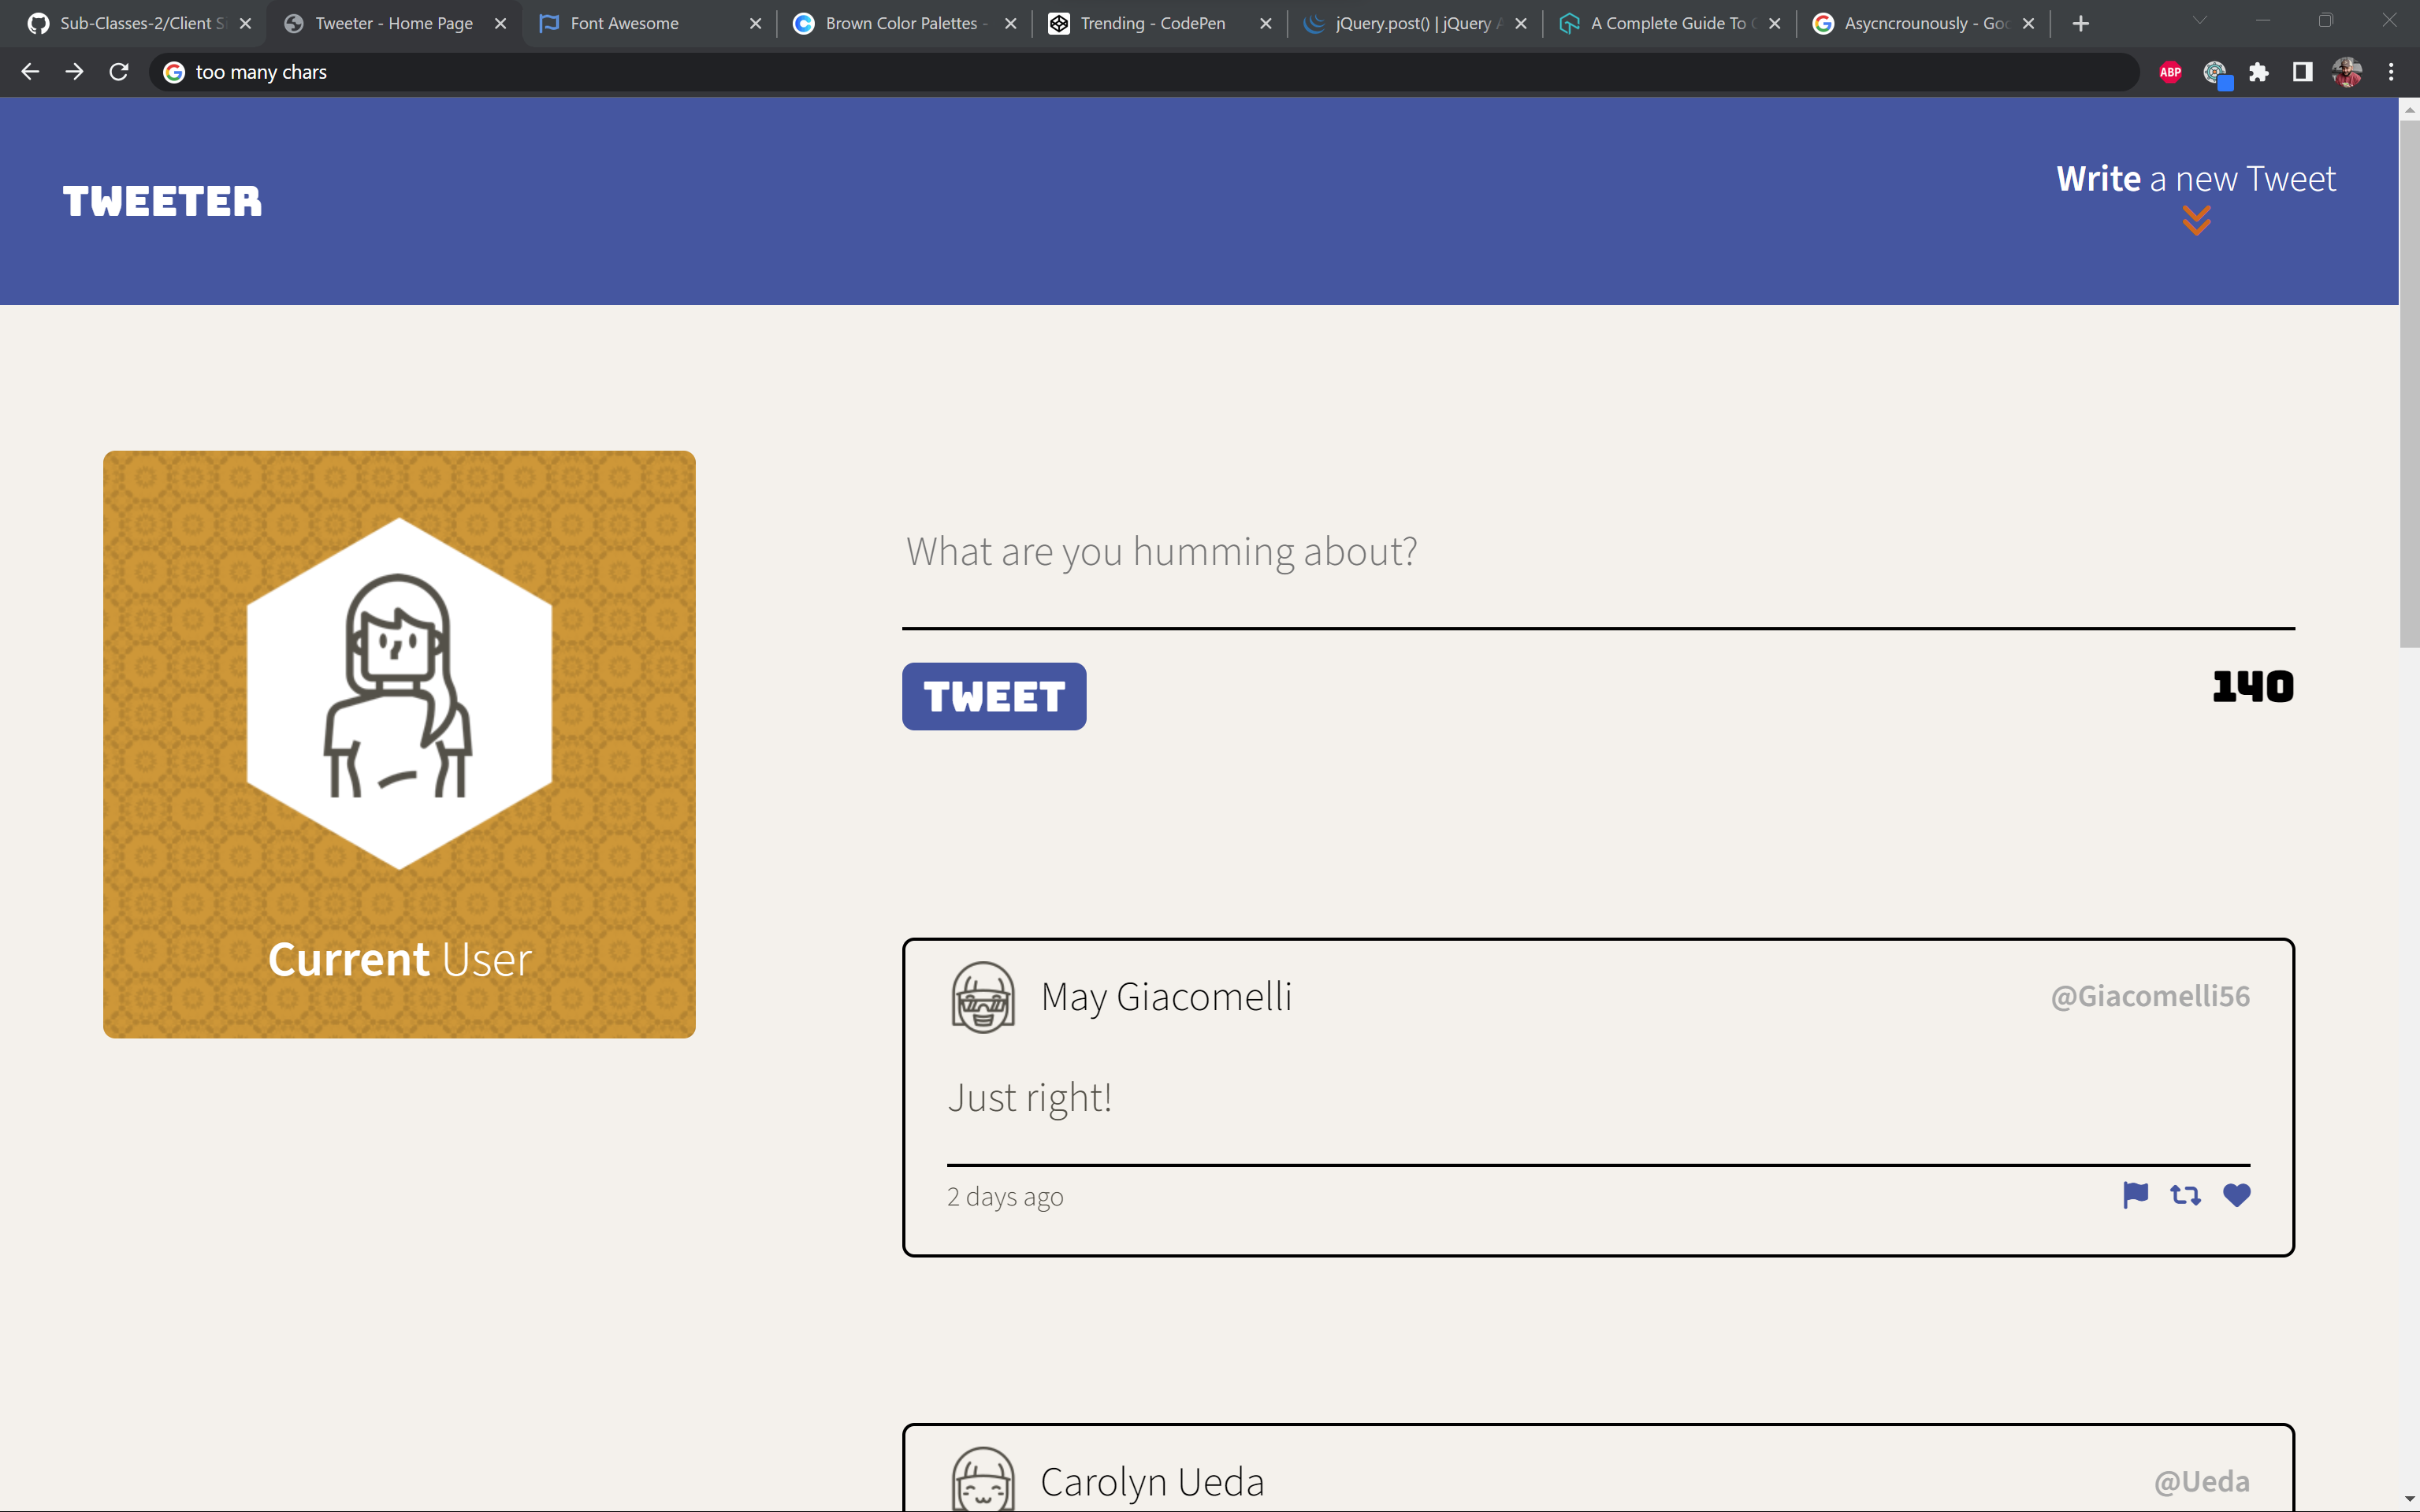 Sub-Classes-2/Client S
Tweeter - Home Page
Font Awesome
Brown Color Palettes -
Trending - CodePen
jQuery.post() | jQuery A
A Complete Guide To
Asycncrounously - Goo
too many chars
ABP
TWEETER
Write a new Tweet
What are you humming about?
TWEET
140
Current User
May Giacomelli
@Giacomelli56
Just right!
2 days ago
Carolyn Ueda
@Ueda